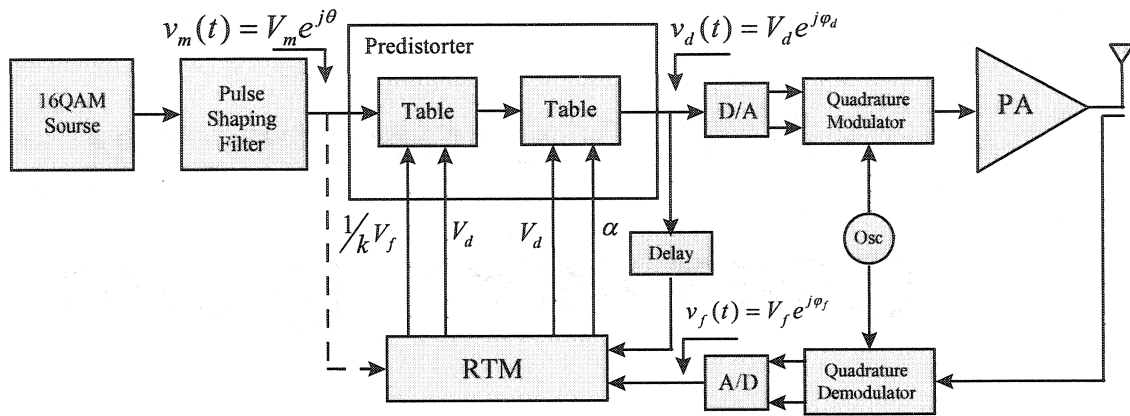 v_m(t) = V_m e^{jθ}
Predistorter
v_d(t) = V_d e^{jφ_d}
16QAM
Sourse
Pulse
Shaping
Filter
Table
Table
D/A
Quadrature
Modulator
PA
1/k V_f
V_d
V_d
α
Delay
Osc
v_f(t) = V_f e^{jφ_f}
RTM
A/D
Quadrature
Demodulator